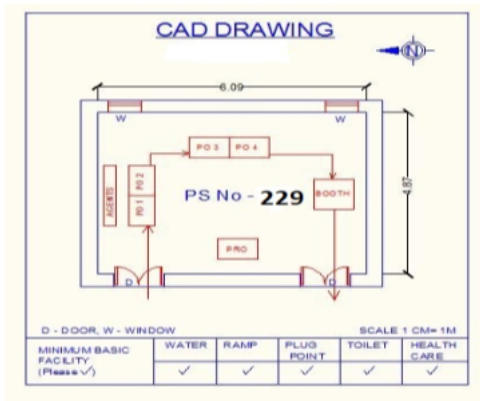 CAD DRAWING
N
6.09
W
W
PO 3 PO 4
4.87
AGENTS
PO 1 PO 2
PS No - 229
BOOTH
PRO
D
D
D - DOOR, W - WINDOW
SCALE 1 CM= 1M
MINIMUM BASIC FACILITY (Please ✓)
WATER
RAMP
PLUG POINT
TOILET
HEALTH CARE
✓ ✓ ✓ ✓ ✓